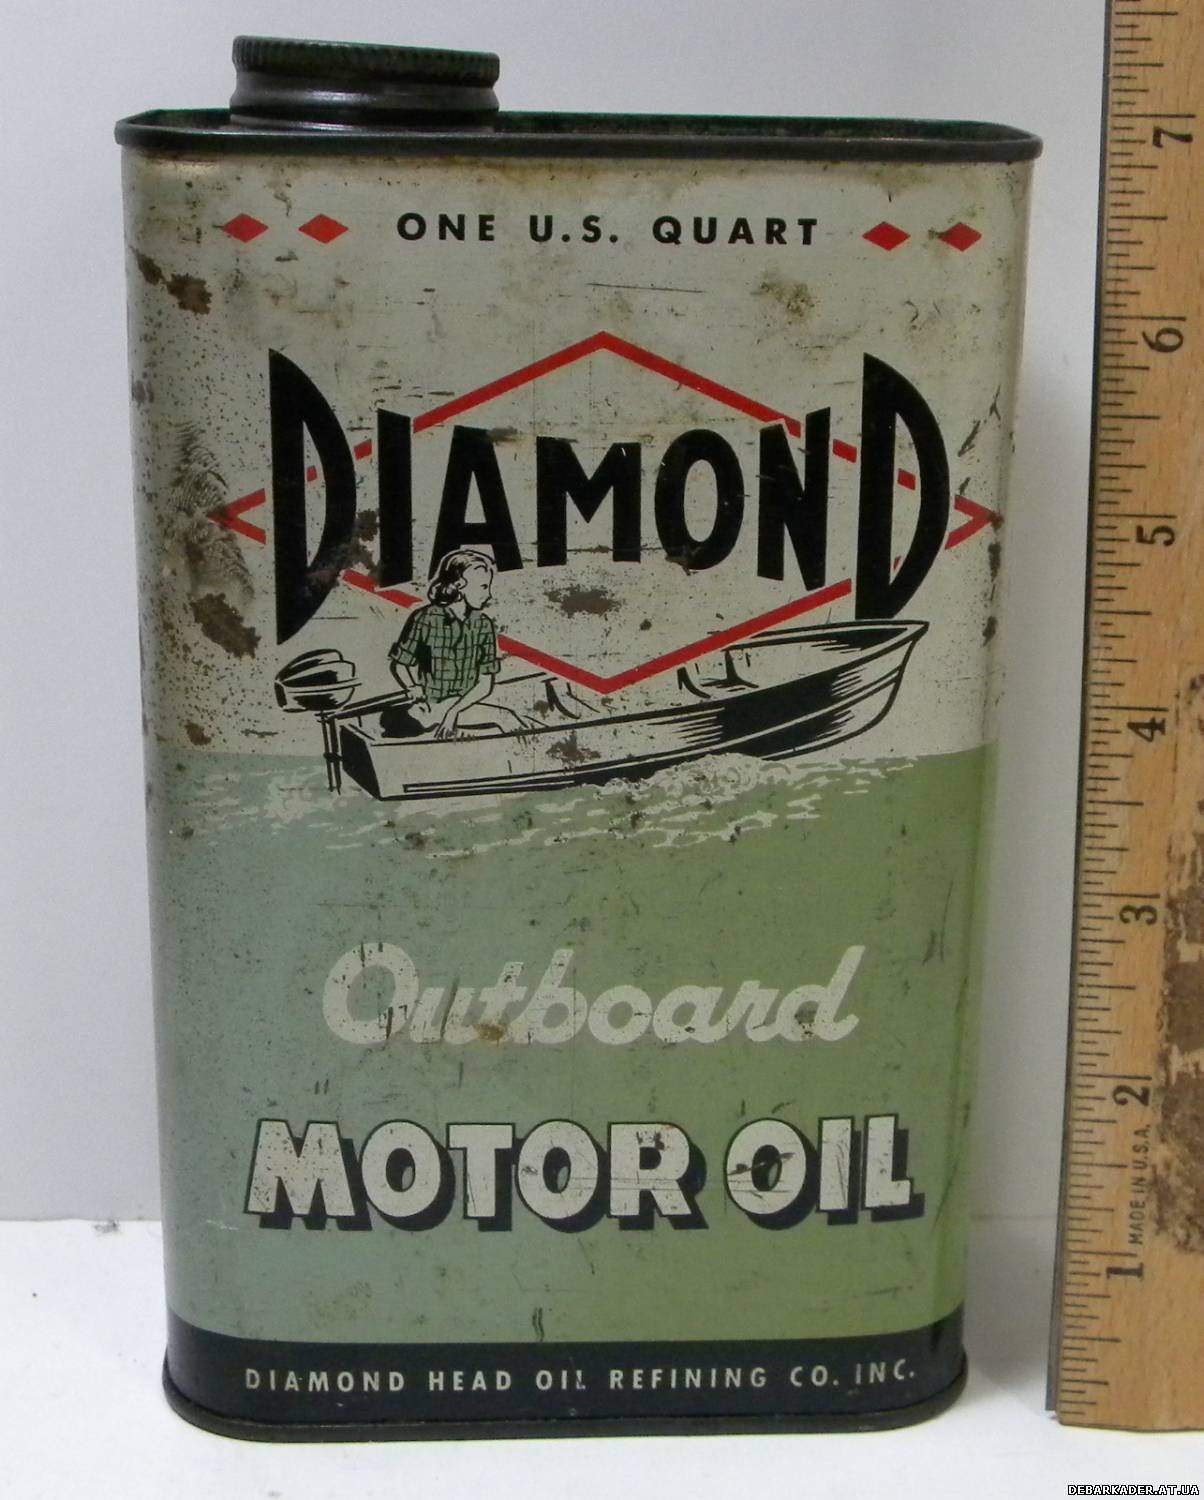 ONE U.S. QUART
DIAMOND
Outboard
MOTOR OIL
DIAMOND HEAD OIL REFINING CO. INC.
7
6
5
4
3
2
1
MADE IN U.S.A.
DEBARKADER.AT.UA